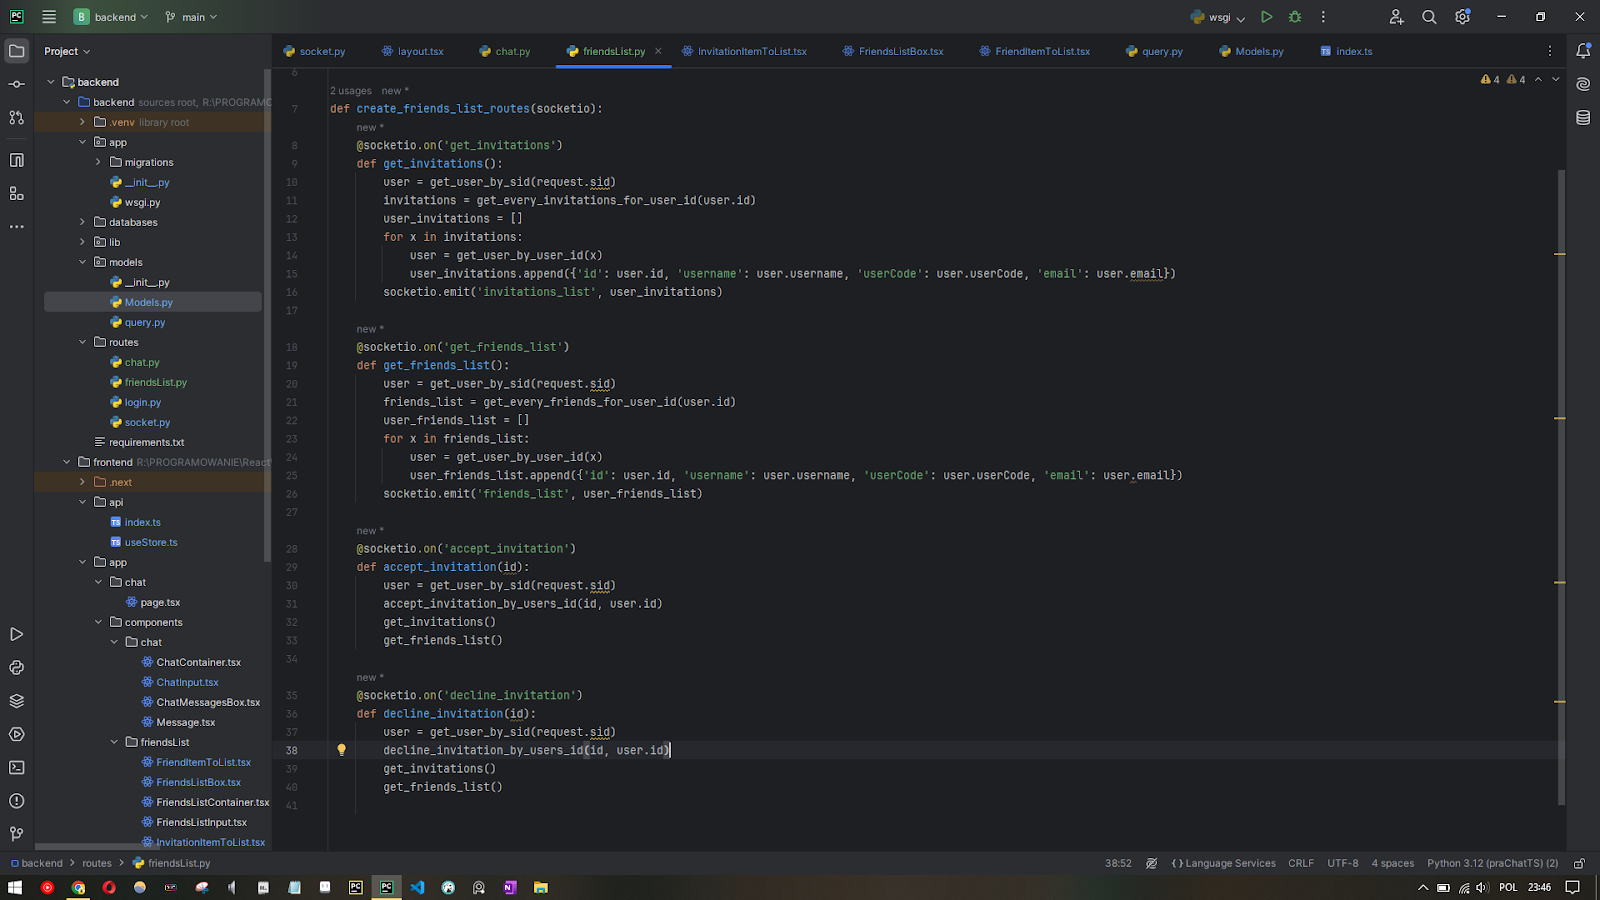 PC
B backend
main
wsgi
Project
socket.py
layout.tsx
chat.py
friendsList.py
InvitationItemToList.tsx
FriendsListBox.tsx
FriendItemToList.tsx
query.py
Models.py
index.ts
backend
backend sources root, R:\PROGRAMO
.venv library root
app
migrations
__init__.py
wsgi.py
databases
lib
models
__init__.py
Models.py
query.py
routes
chat.py
friendsList.py
login.py
socket.py
requirements.txt
frontend R:\PROGRAMOWANIE\React\
.next
api
TS index.ts
TS useStore.ts
app
chat
page.tsx
components
chat
ChatContainer.tsx
ChatInput.tsx
ChatMessagesBox.tsx
Message.tsx
friendsList
FriendItemToList.tsx
FriendsListBox.tsx
FriendsListContainer.tsx
FriendsListInput.tsx
InvitationItemToList.tsx
4 4
6
2 usages new *
7 def create_friends_list_routes(socketio):
new *
8 @socketio.on('get_invitations')
9 def get_invitations():
10 user = get_user_by_sid(request.sid)
11 invitations = get_every_invitations_for_user_id(user.id)
12 user_invitations = []
13 for x in invitations:
14 user = get_user_by_user_id(x)
15 user_invitations.append({'id': user.id, 'username': user.username, 'userCode': user.userCode, 'email': user.email})
16 socketio.emit('invitations_list', user_invitations)
17
new *
18 @socketio.on('get_friends_list')
19 def get_friends_list():
20 user = get_user_by_sid(request.sid)
21 friends_list = get_every_friends_for_user_id(user.id)
22 user_friends_list = []
23 for x in friends_list:
24 user = get_user_by_user_id(x)
25 user_friends_list.append({'id': user.id, 'username': user.username, 'userCode': user.userCode, 'email': user.email})
26 socketio.emit('friends_list', user_friends_list)
27
new *
28 @socketio.on('accept_invitation')
29 def accept_invitation(id):
30 user = get_user_by_sid(request.sid)
31 accept_invitation_by_users_id(id, user.id)
32 get_invitations()
33 get_friends_list()
34
new *
35 @socketio.on('decline_invitation')
36 def decline_invitation(id):
37 user = get_user_by_sid(request.sid)
38 decline_invitation_by_users_id(id, user.id)
39 get_invitations()
40 get_friends_list()
41
backend > routes > friendsList.py
38:52
{} Language Services
CRLF
UTF-8
4 spaces
Python 3.12 (praChatTS) (2)
PC
PC
POL
23:46